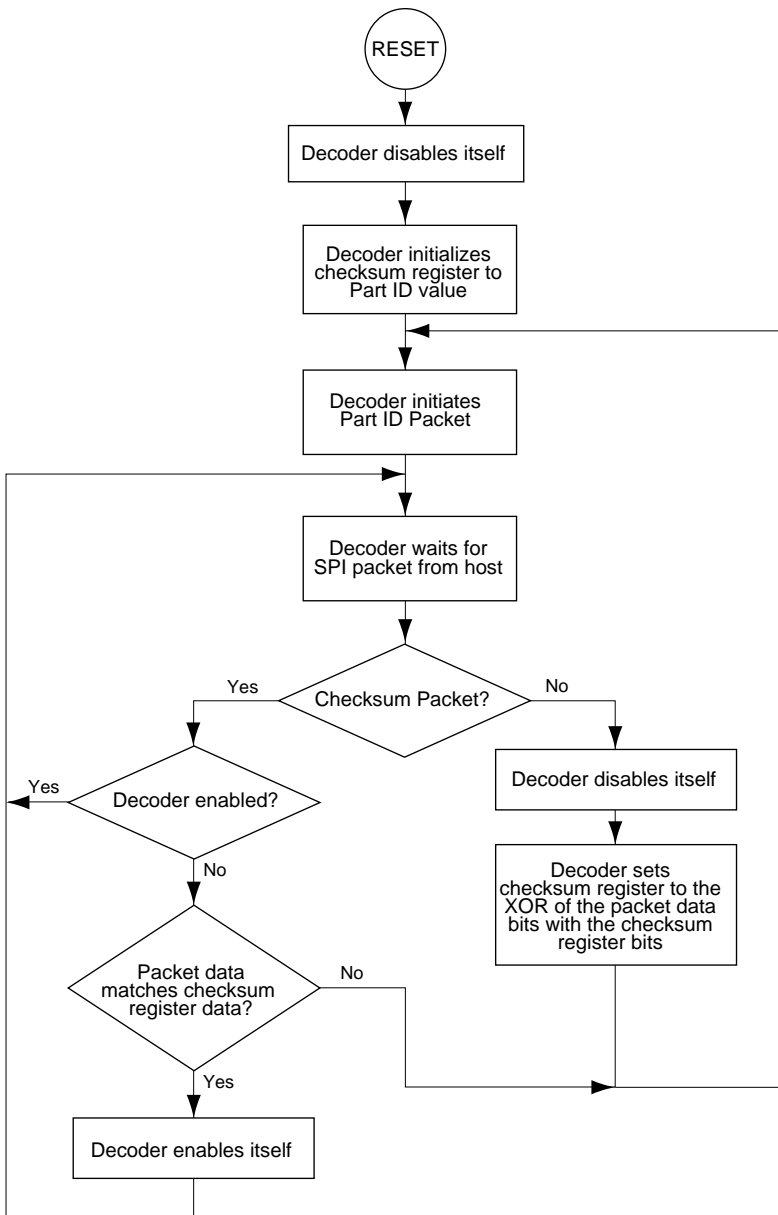 RESET
Decoder disables itself
Decoder initializes
checksum register to
Part ID value
Decoder initiates
Part ID Packet
Decoder waits for
SPI packet from host
Checksum Packet?
Yes
No
Decoder enabled?
Yes
No
Decoder disables itself
Decoder sets
checksum register to the
XOR of the packet data
bits with the checksum
register bits
Packet data
matches checksum
register data?
No
Yes
Decoder enables itself